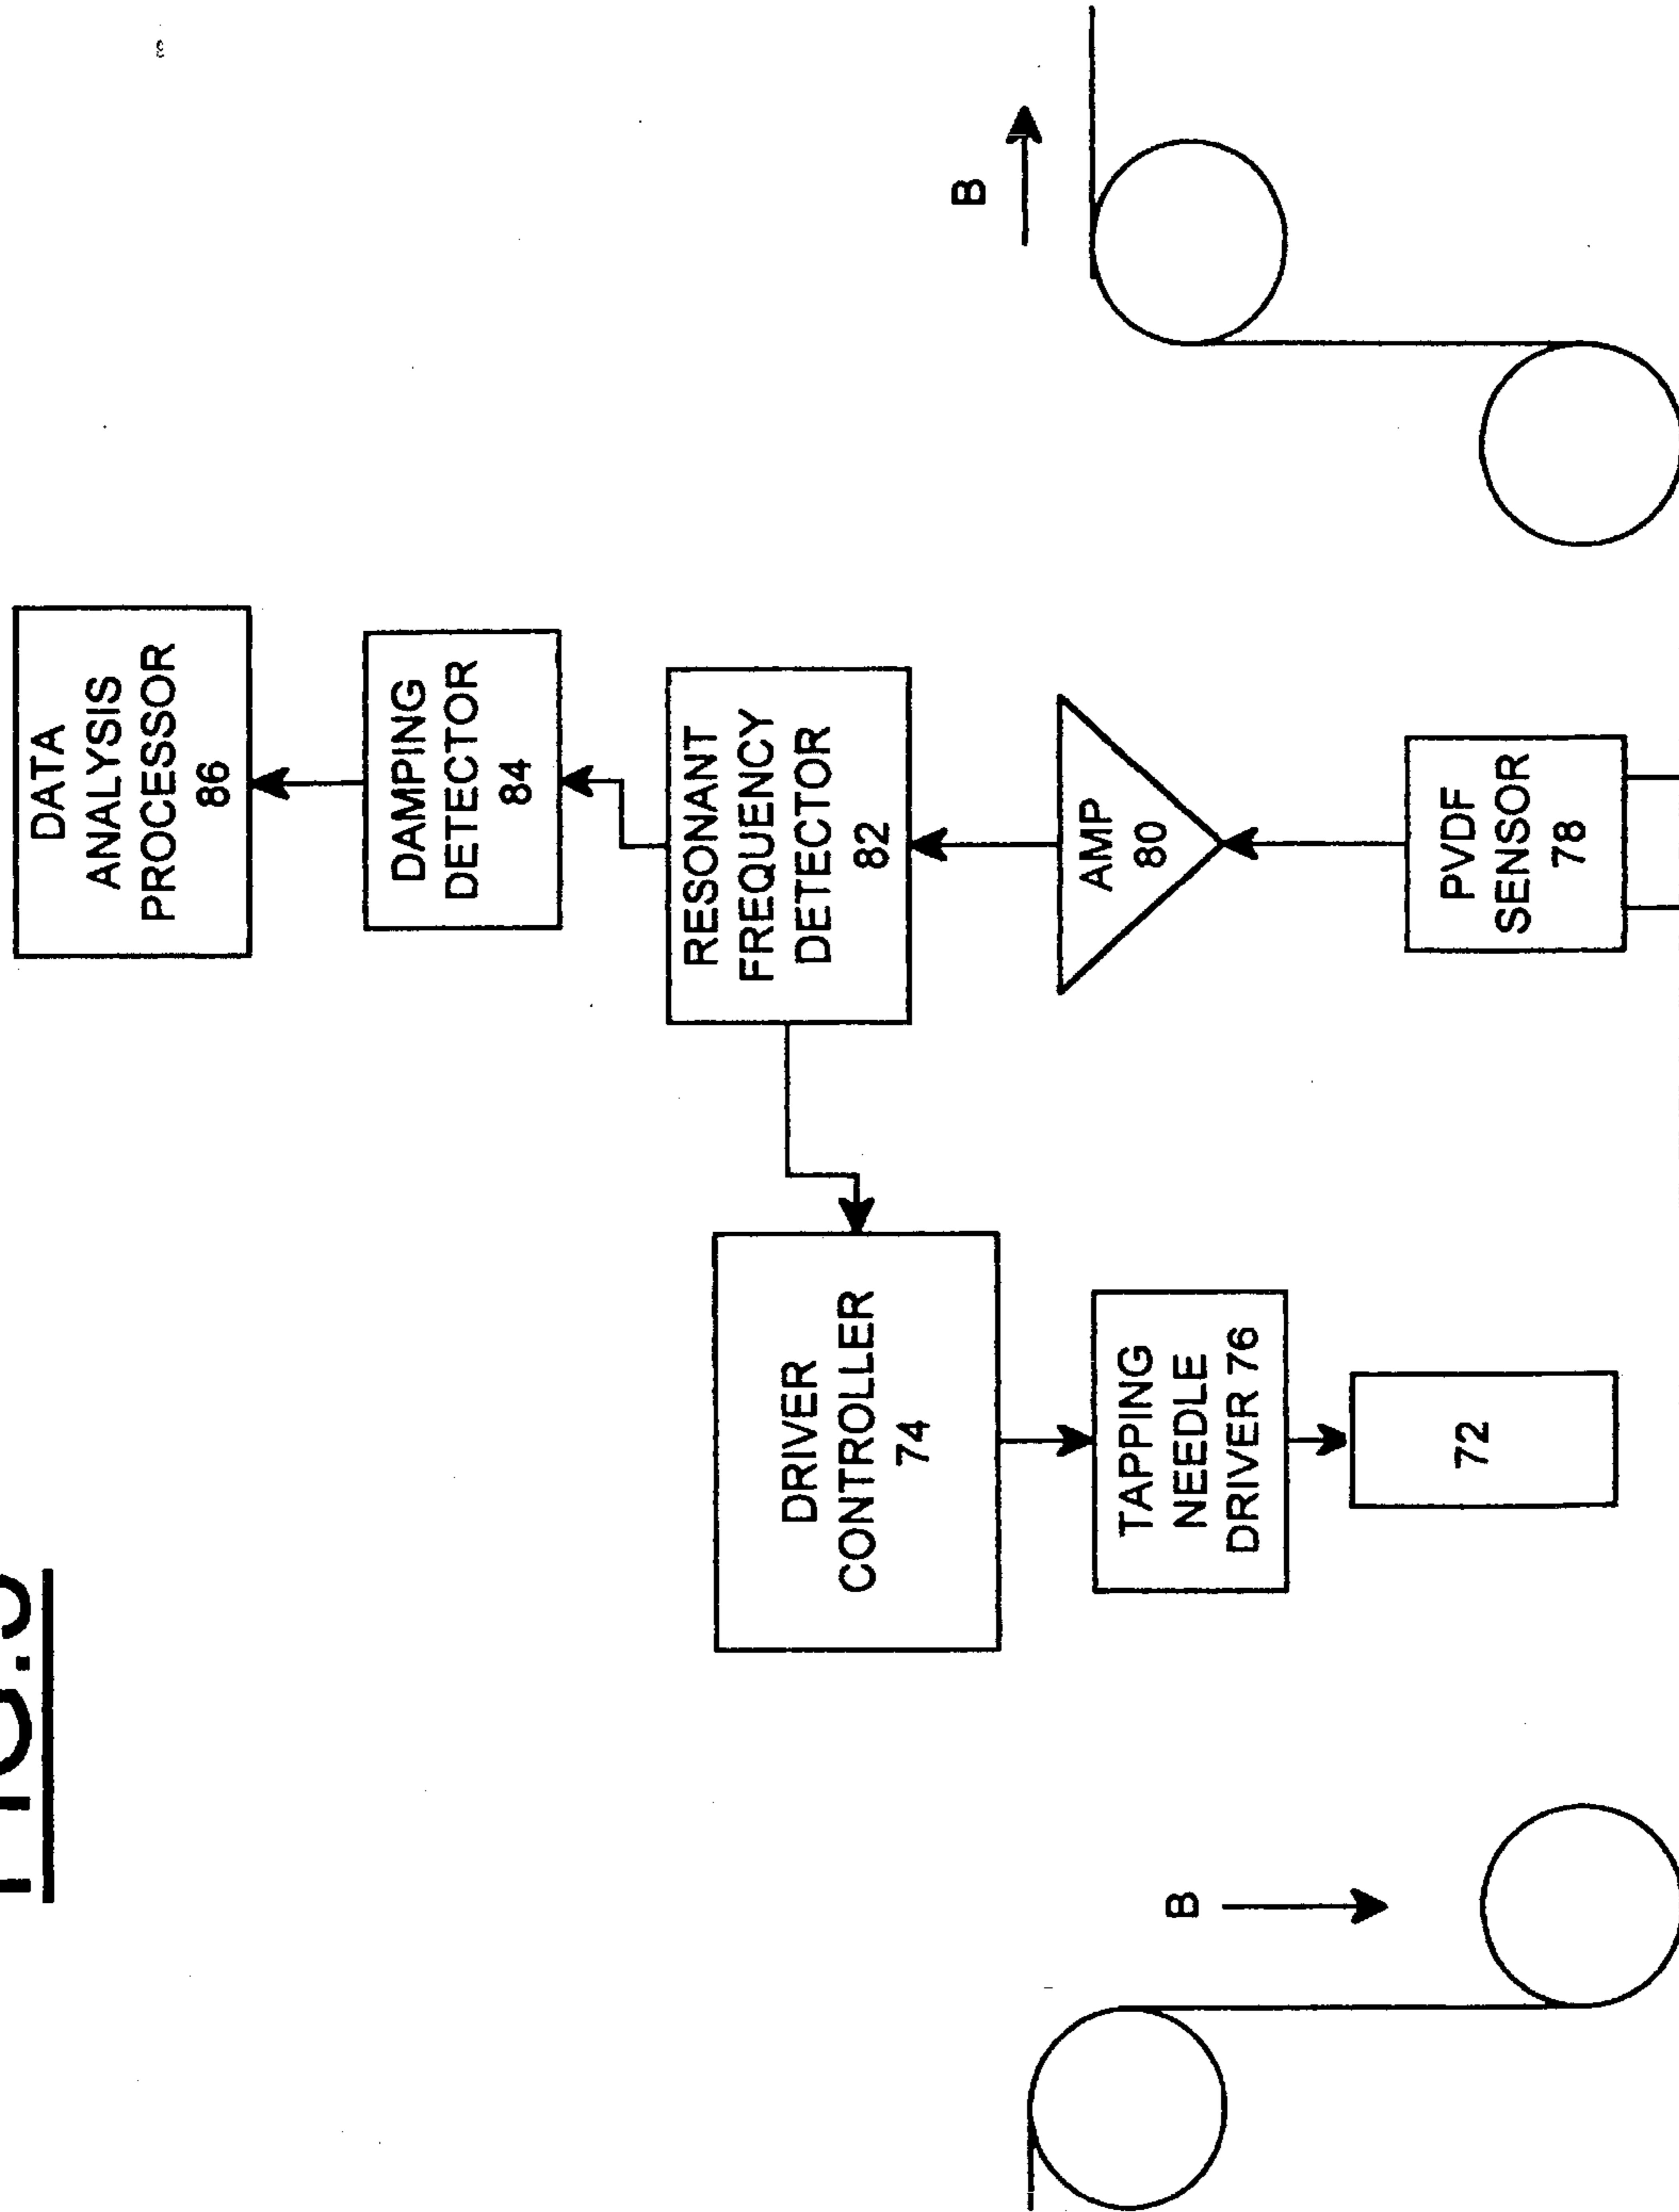 DATA
ANALYSIS
PROCESSOR
86
DAMPING
DETECTOR
84
RESONANT
FREQUENCY
DETECTOR
82
DRIVER
CONTROLLER
74
AMP
80
TAPPING
NEEDLE
DRIVER 76
72
PVDF
SENSOR
78
B
B